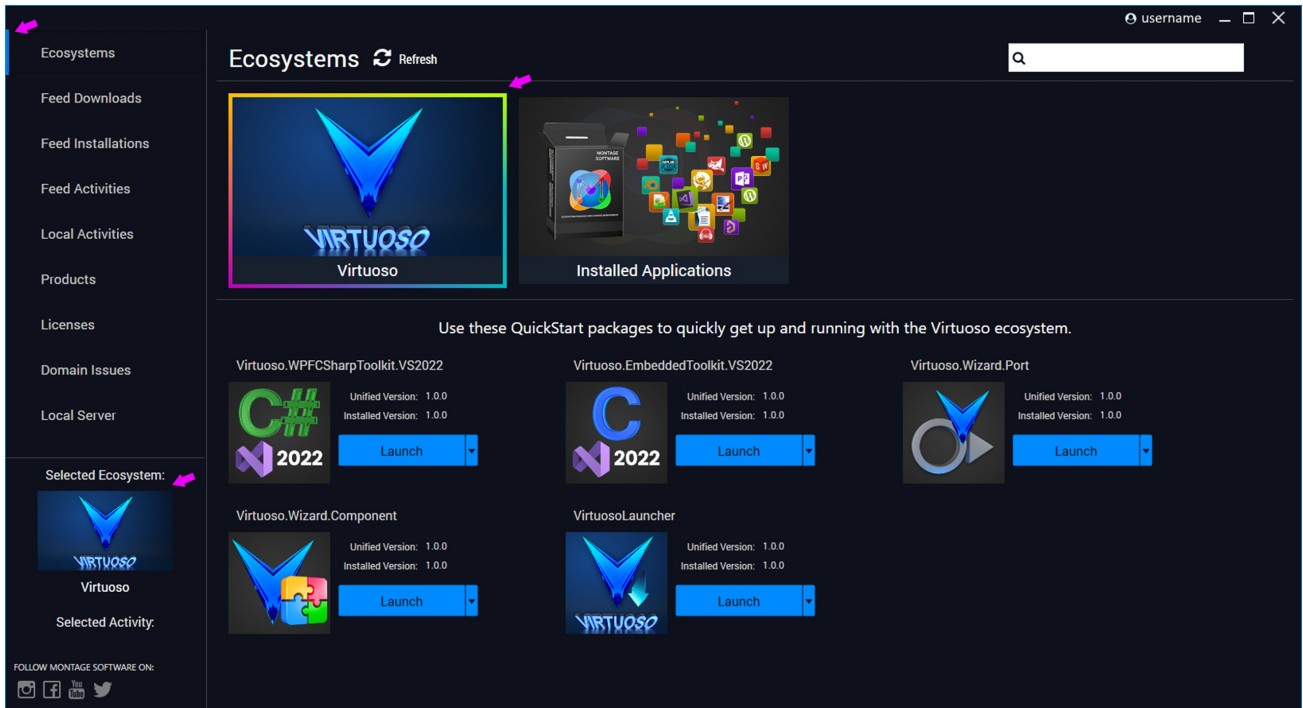 username
Ecosystems
Feed Downloads
Feed Installations
Feed Activities
Local Activities
Products
Licenses
Domain Issues
Local Server
Selected Ecosystem:
VIRTUOSO
Virtuoso
Selected Activity:
FOLLOW MONTAGE SOFTWARE ON:
You
Tube
Ecosystems Refresh
VIRTUOSO
Virtuoso
MONTAGE
SOFTWARE
Installed Applications
Use these QuickStart packages to quickly get up and running with the Virtuoso ecosystem.
Virtuoso.WPFCSharpToolkit.VS2022
C#
2022
Unified Version: 1.0.0
Installed Version: 1.0.0
Launch
Virtuoso.EmbeddedToolkit.VS2022
C
2022
Unified Version: 1.0.0
Installed Version: 1.0.0
Launch
Virtuoso.Wizard.Port
Unified Version: 1.0.0
Installed Version: 1.0.0
Launch
Virtuoso.Wizard.Component
Unified Version: 1.0.0
Installed Version: 1.0.0
Launch
VirtuosoLauncher
VIRTUOSO
Unified Version: 1.0.0
Installed Version: 1.0.0
Launch